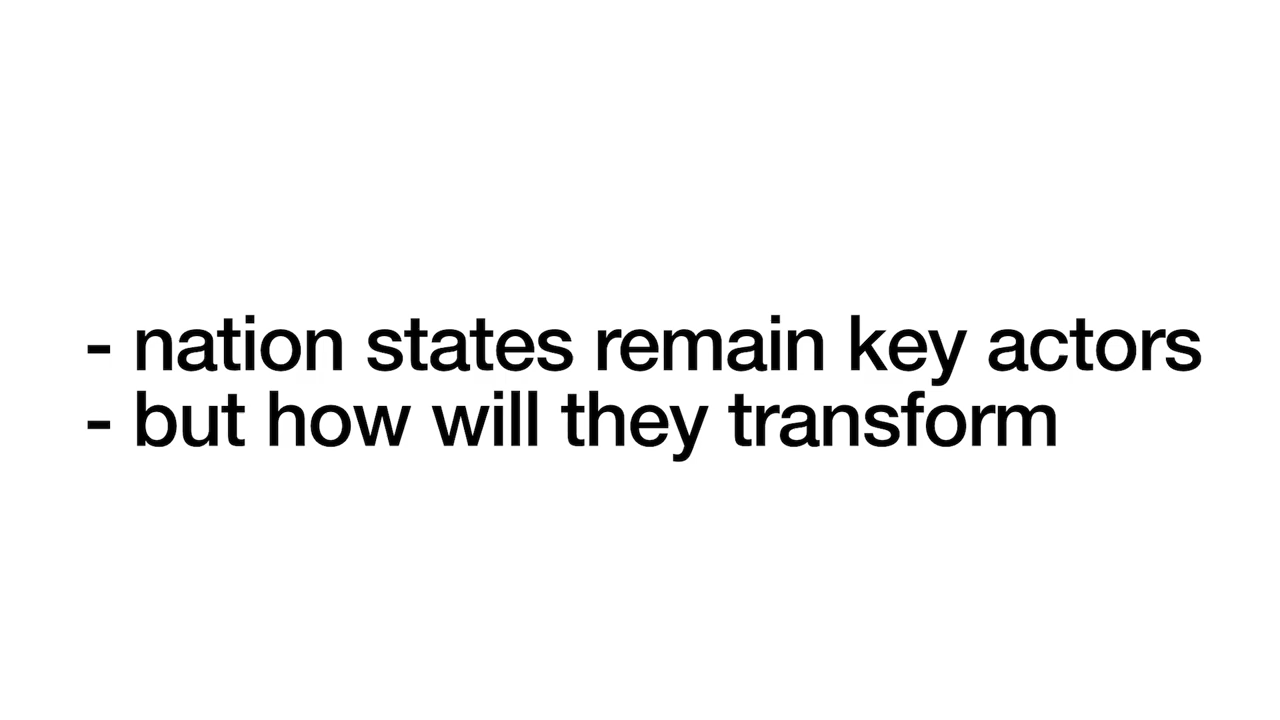 - nation states remain key actors
- but how will they transform